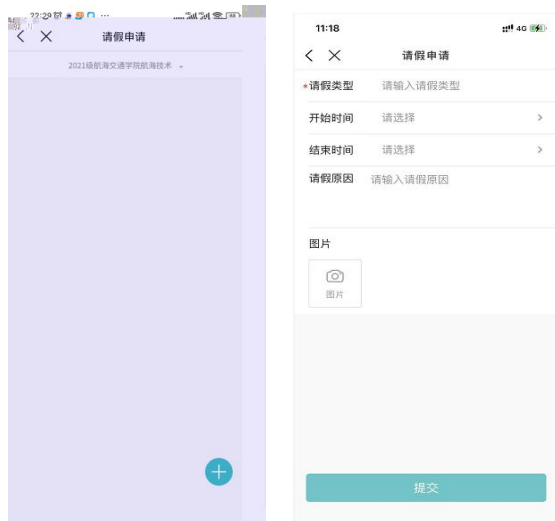 22:29
请假申请
2021级航海交通学院航海技术
11:18
4G
请假申请
*请假类型 请输入请假类型
开始时间 请选择
结束时间 请选择
请假原因 请输入请假原因
图片
图片
提交